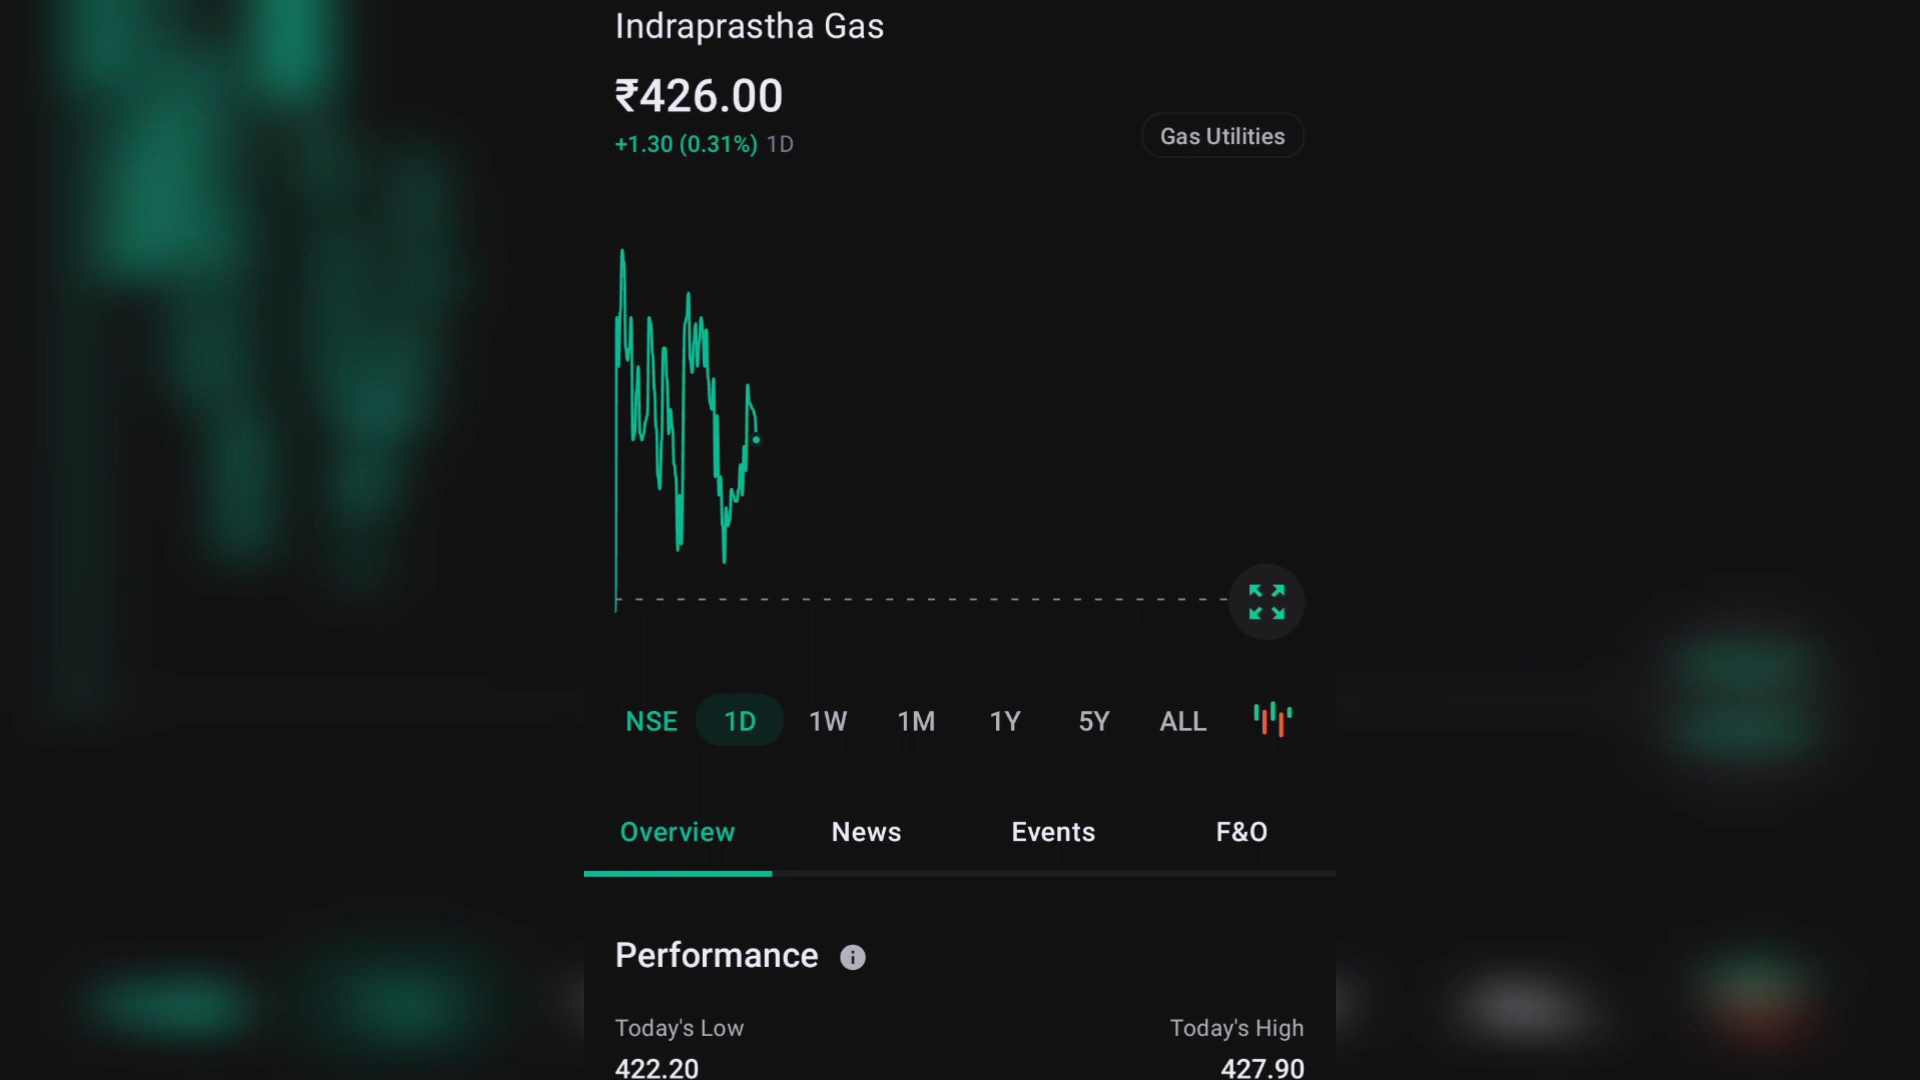 Indraprastha Gas
₹426.00
+1.30 (0.31%) 1D
Gas Utilities
NSE 1D 1W 1M 1Y 5Y ALL
Overview News Events F&O
Performance
Today's Low Today's High
422.20 427.90